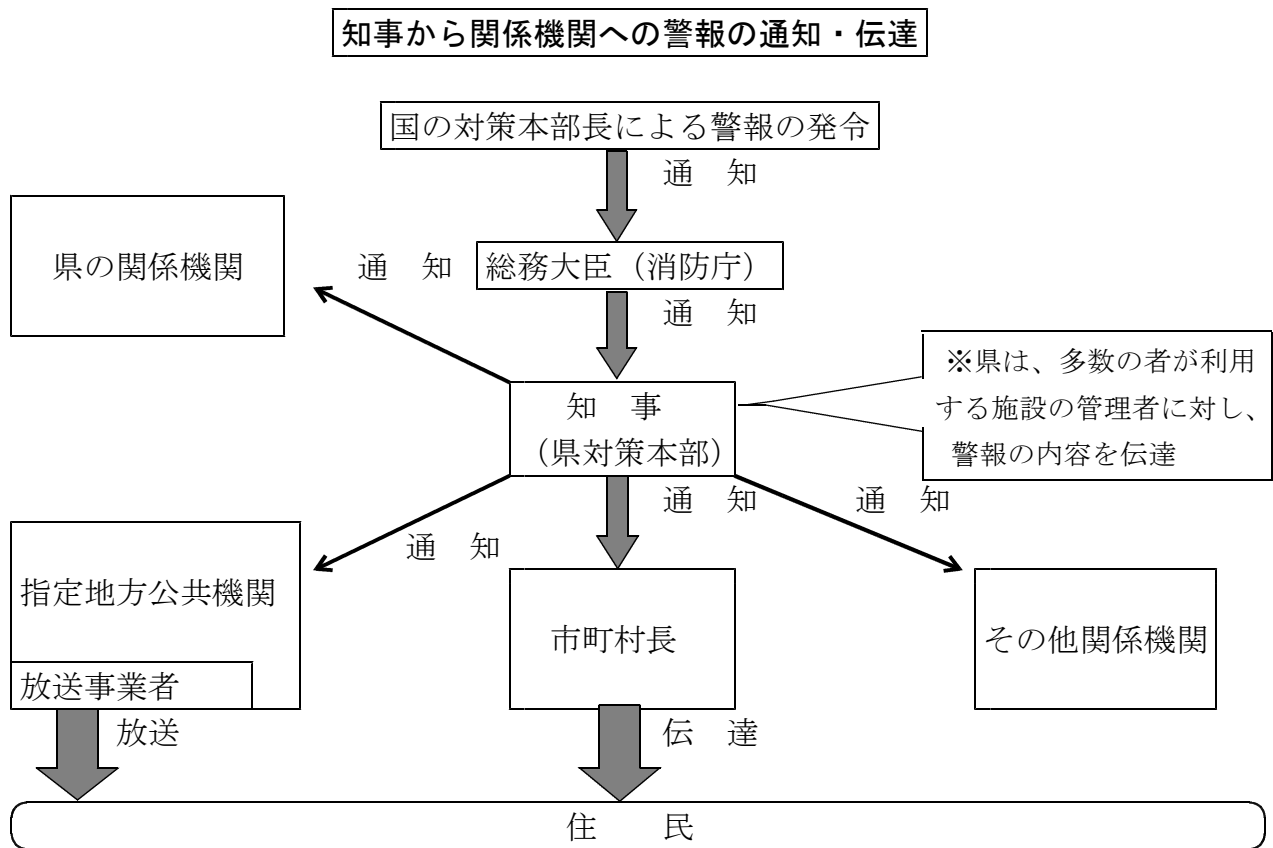 知事から関係機関への警報の通知・伝達
国の対策本部長による警報の発令
通　知
県の関係機関
通　知
総務大臣（消防庁）
通　知
※県は、多数の者が利用
する施設の管理者に対し、
警報の内容を伝達
知　事
（県対策本部）
通　知
通　知
通　知
指定地方公共機関
放送事業者
市町村長
その他関係機関
放送
伝　達
住　　民